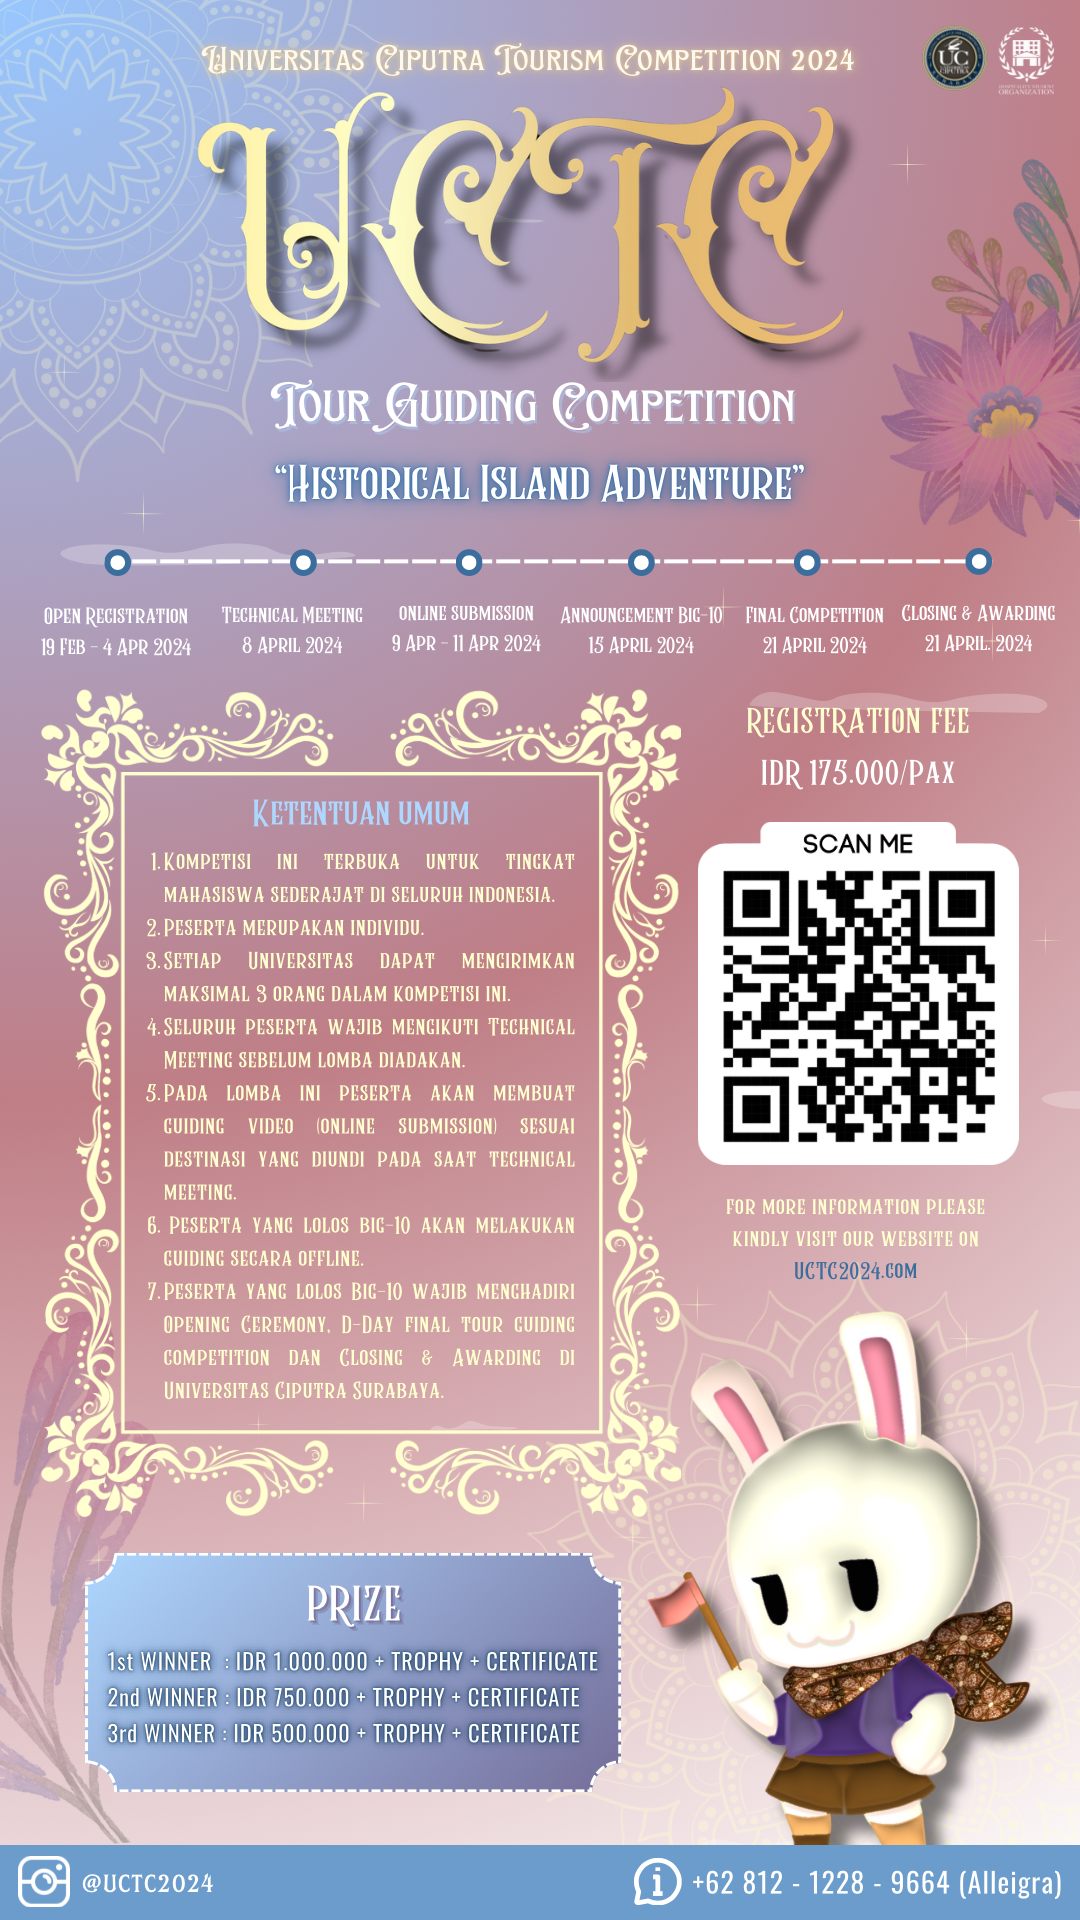 Universitas Ciputra Tourism Competition 2024
UC
HOSPITALITY STUDENT
ORGANIZATION
UCTC
Tour Guiding Competition
“Historical Island Adventure”
Open Registration
19 Feb - 4 Apr 2024
Technical Meeting
8 April 2024
online submission
9 Apr - 11 Apr 2024
Announcement Big-10
15 April 2024
Final Competition
21 April 2024
Closing & Awarding
21 April. 2024
Ketentuan umum
1. Kompetisi ini terbuka untuk tingkat
mahasiswa sederajat di seluruh indonesia.
2. Peserta merupakan individu.
3. Setiap Universitas dapat mengirimkan
maksimal 3 orang dalam kompetisi ini.
4. Seluruh peserta wajib mengikuti Technical
Meeting sebelum lomba diadakan.
5. Pada lomba ini peserta akan membuat
guiding video (online submission) sesuai
destinasi yang diundi pada saat technical
meeting.
6. Peserta yang lolos big-10 akan melakukan
guiding secara offline.
7. Peserta yang lolos Big-10 wajib menghadiri
Opening Ceremony, D-Day final tour guiding
competition dan Closing & Awarding di
Universitas Ciputra Surabaya.
REGISTRATION FEE
IDR 175.000/Pax
SCAN ME
for more information please
kindly visit our website on
UCTC2024.com
PRIZE
1st WINNER : IDR 1.000.000 + TROPHY + CERTIFICATE
2nd WINNER : IDR 750.000 + TROPHY + CERTIFICATE
3rd WINNER : IDR 500.000 + TROPHY + CERTIFICATE
@UCTC2024
+62 812 - 1228 - 9664 (Alleigra)